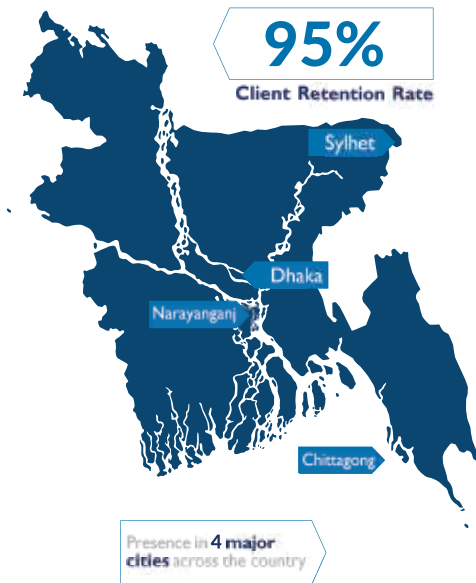 95%
Client Retention Rate
Sylhet
Dhaka
Narayanganj
Chittagong
Presence in 4 major
cities across the country